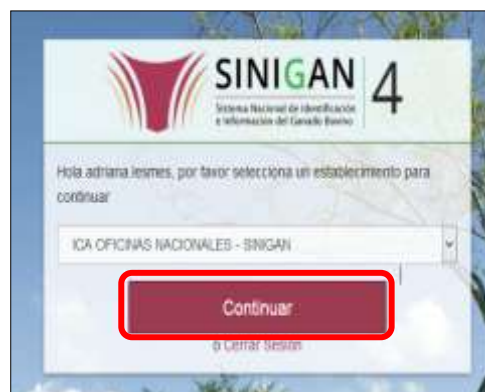 SINIGAN 4
Sistema Nacional de Identificación
e Información del Ganado Bovino
Hola adriana lesmes, por favor selecciona un establecimiento para
continuar
ICA OFICINAS NACIONALES - SINIGAN
Continuar
o Cerrar Sesión